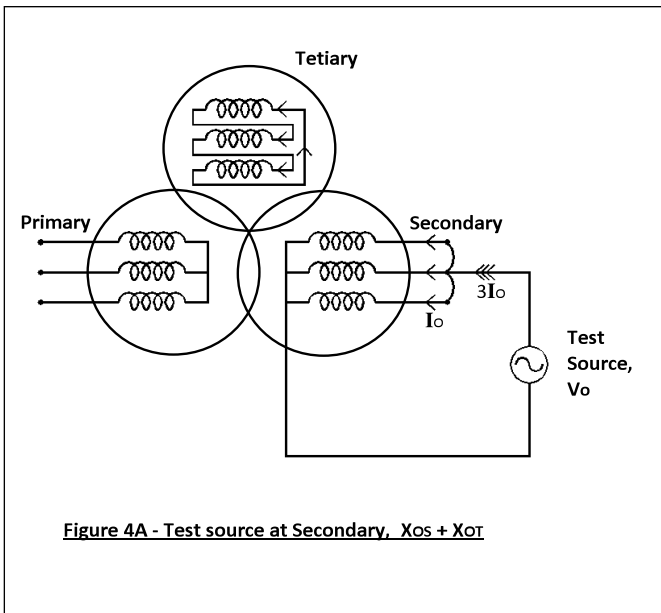 Tetiary
Primary
Secondary
IO
3IO
Test
Source,
VO
Figure 4A - Test source at Secondary, XOS + XOT